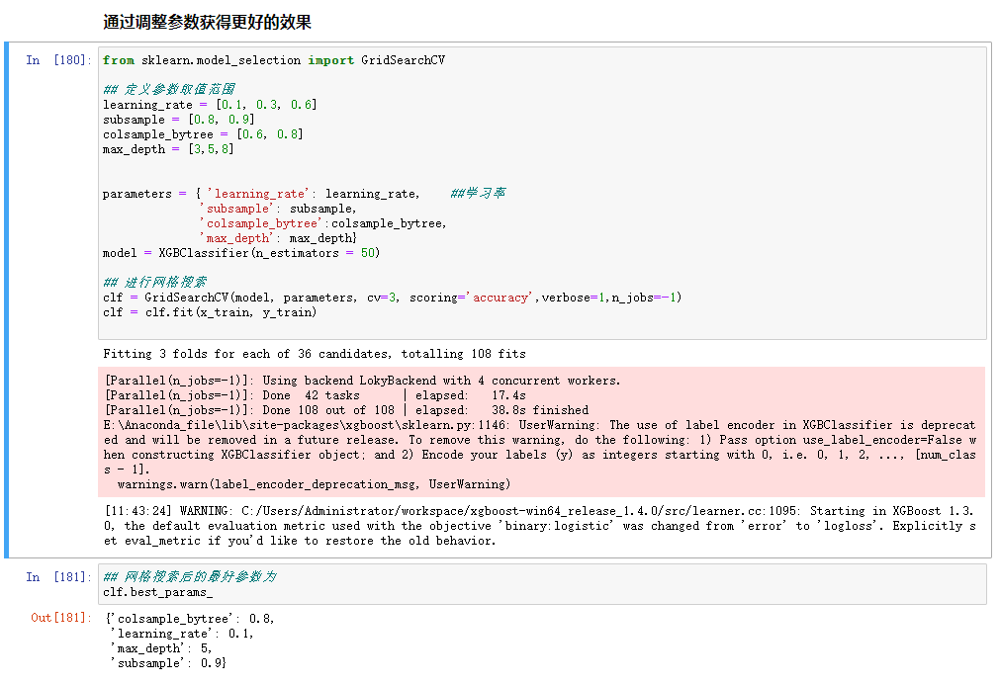 通过调整参数获得更好的效果
In [180]: from sklearn.model_selection import GridSearchCV
## 定义参数取值范围
learning_rate = [0.1, 0.3, 0.6]
subsample = [0.8, 0.9]
colsample_bytree = [0.6, 0.8]
max_depth = [3,5,8]
parameters = { 'learning_rate': learning_rate, ##学习率
'subsample': subsample,
'colsample_bytree':colsample_bytree,
'max_depth': max_depth}
model = XGBClassifier(n_estimators = 50)
## 进行网格搜索
clf = GridSearchCV(model, parameters, cv=3, scoring='accuracy',verbose=1,n_jobs=-1)
clf = clf.fit(x_train, y_train)
Fitting 3 folds for each of 36 candidates, totalling 108 fits
[Parallel(n_jobs=-1)]: Using backend LokyBackend with 4 concurrent workers.
[Parallel(n_jobs=-1)]: Done 42 tasks | elapsed: 17.4s
[Parallel(n_jobs=-1)]: Done 108 out of 108 | elapsed: 38.8s finished
E:\Anaconda_file\lib\site-packages\xgboost\sklearn.py:1146: UserWarning: The use of label encoder in XGBClassifier is deprecat
ed and will be removed in a future release. To remove this warning, do the following: 1) Pass option use_label_encoder=False w
hen constructing XGBClassifier object; and 2) Encode your labels (y) as integers starting with 0, i.e. 0, 1, 2, ..., [num_clas
s - 1].
warnings.warn(label_encoder_deprecation_msg, UserWarning)
[11:43:24] WARNING: C:/Users/Administrator/workspace/xgboost-win64_release_1.4.0/src/learner.cc:1095: Starting in XGBoost 1.3.
0, the default evaluation metric used with the objective 'binary:logistic' was changed from 'error' to 'logloss'. Explicitly s
et eval_metric if you'd like to restore the old behavior.
In [181]: ## 网格搜索后的最好参数为
clf.best_params_
Out[181]: {'colsample_bytree': 0.8,
'learning_rate': 0.1,
'max_depth': 5,
'subsample': 0.9}